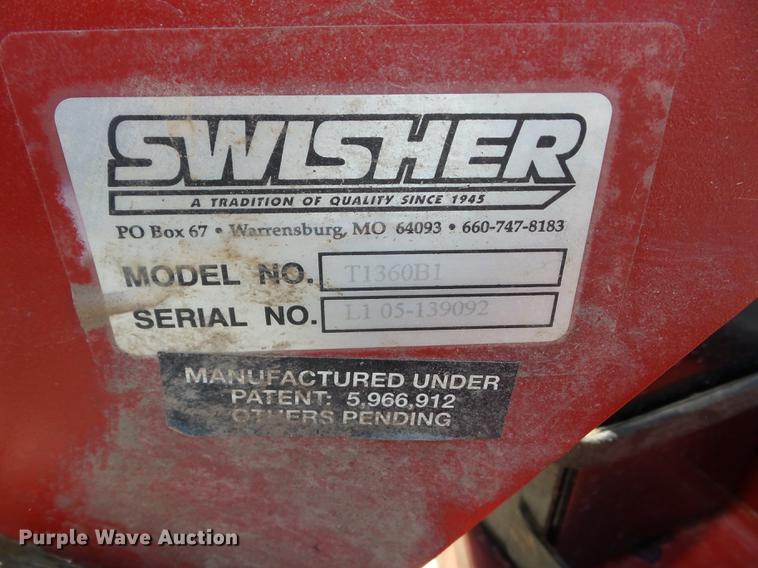 SWISHER
A TRADITION OF QUALITY SINCE 1945
PO Box 67 • Warrensburg, MO 64093 • 660-747-8183
MODEL NO. T1360B1
SERIAL NO. L1 05-139092
MANUFACTURED UNDER
PATENT: 5,966,912
OTHERS PENDING
Purple Wave Auction